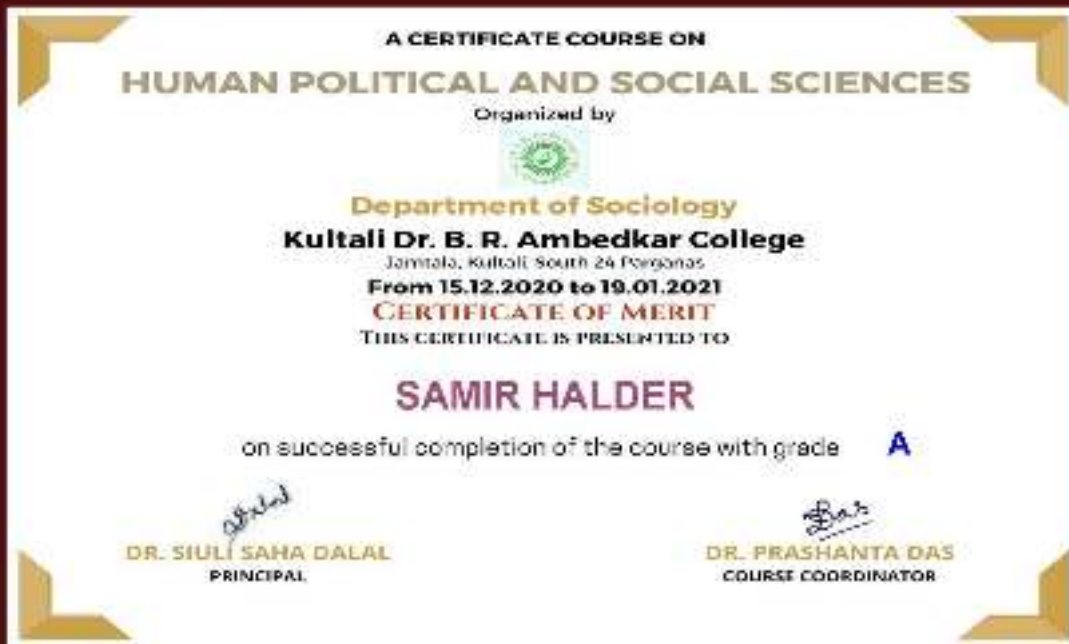 A CERTIFICATE COURSE ON
HUMAN POLITICAL AND SOCIAL SCIENCES
Organized by
Department of Sociology
Kultali Dr. B. R. Ambedkar College
Jamtala, Kultali, South 24 Parganas
From 15.12.2020 to 19.01.2021
CERTIFICATE OF MERIT
THIS CERTIFICATE IS PRESENTED TO
SAMIR HALDER
on successful completion of the course with grade A
Das
DR. SIULI SAHA DALAL
DR. PRASHANTA DAS
PRINCIPAL
COURSE COORDINATOR